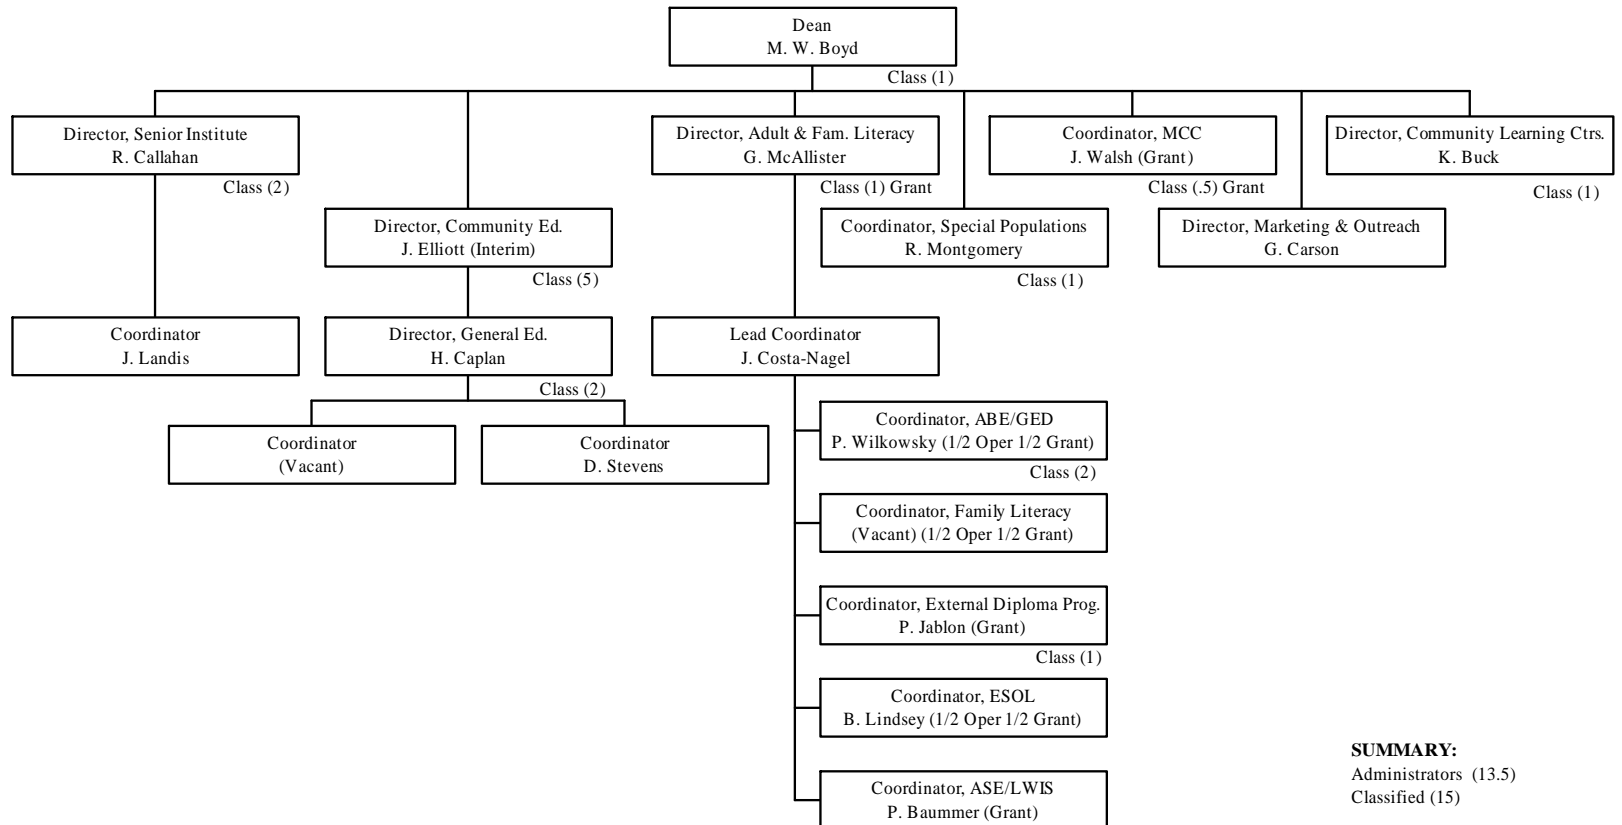 Dean
M. W. Boyd
Class (1)
Director, Senior Institute
R. Callahan
Class (2)
Director, Adult & Fam. Literacy
G. McAllister
Class (1) Grant
Coordinator, MCC
J. Walsh (Grant)
Class (.5) Grant
Director, Community Learning Ctrs.
K. Buck
Class (1)
Director, Community Ed.
J. Elliott (Interim)
Class (5)
Coordinator, Special Populations
R. Montgomery
Class (1)
Director, Marketing & Outreach
G. Carson
Coordinator
J. Landis
Director, General Ed.
H. Caplan
Class (2)
Lead Coordinator
J. Costa-Nagel
Coordinator
(Vacant)
Coordinator
D. Stevens
Coordinator, ABE/GED
P. Wilkowsky (1/2 Oper 1/2 Grant)
Class (2)
Coordinator, Family Literacy
(Vacant) (1/2 Oper 1/2 Grant)
Coordinator, External Diploma Prog.
P. Jablon (Grant)
Class (1)
Coordinator, ESOL
B. Lindsey (1/2 Oper 1/2 Grant)
Coordinator, ASE/LWIS
P. Baummer (Grant)
SUMMARY:
Administrators (13.5)
Classified (15)